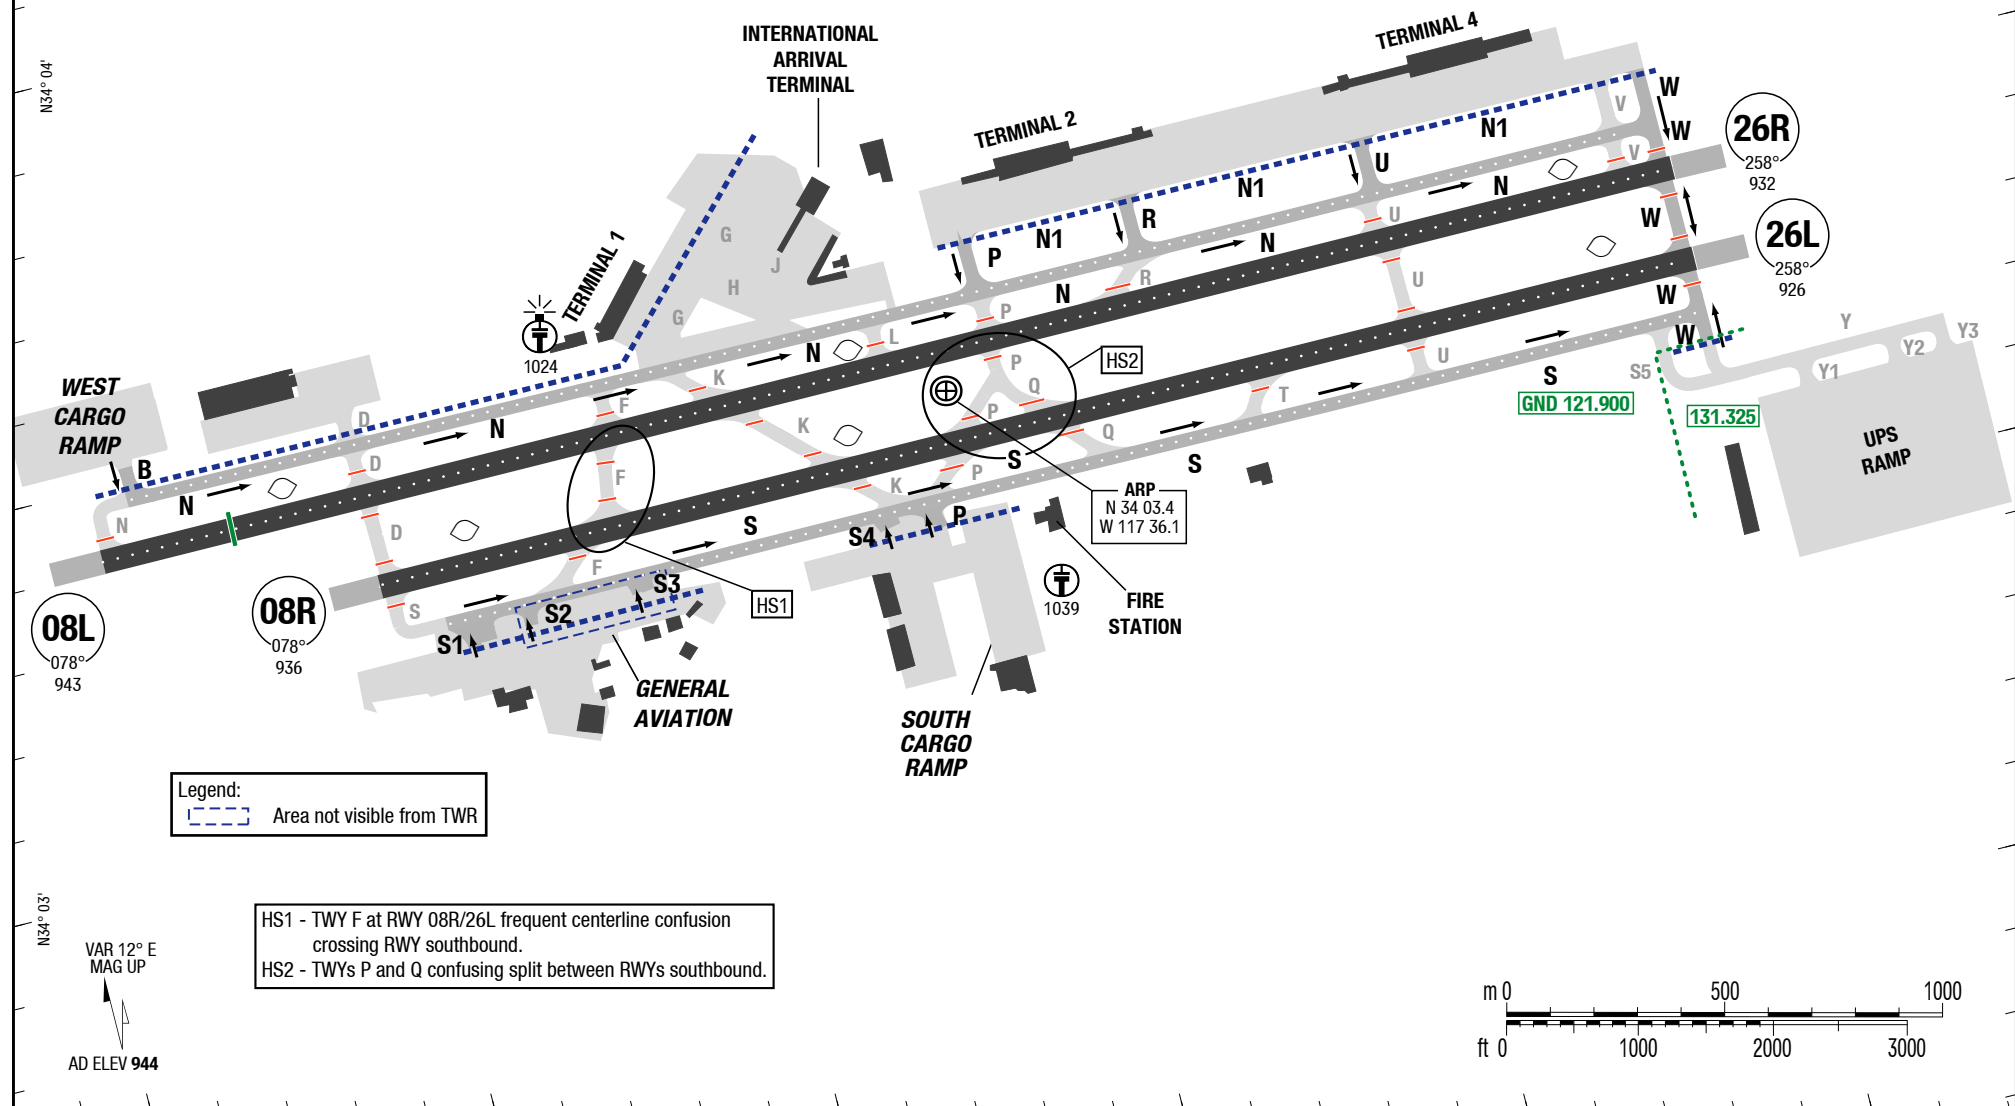 N34° 04'
INTERNATIONAL
ARRIVAL
TERMINAL
TERMINAL 4
TERMINAL 2
TERMINAL 1
W
V
W
N1
26R
258°
932
V
U
N
N1
W
U
R
N1
26L
258°
926
G
J
N
P
U
R
H
N
U
W
G
P
W
1024
L
N
P
HS2
Y
Y3
Y2
U
Y1
S5
S
K
Q
T
GND 121.900
131.325
WEST
CARGO
RAMP
F
P
D
N
K
Q
UPS
RAMP
D
B
F
S
S
P
K
ARP
N 34 03.4
W 117 36.1
N
N
D
S
P
S4
F
S3
HS1
1039
FIRE
STATION
08L
078°
943
08R
078°
936
S
S2
S1
GENERAL
AVIATION
SOUTH
CARGO
RAMP
Legend:
Area not visible from TWR
HS1 - TWY F at RWY 08R/26L frequent centerline confusion
crossing RWY southbound.
HS2 - TWYs P and Q confusing split between RWYs southbound.
N34° 03'
VAR 12° E
MAG UP
AD ELEV 944
m 0 500 1000
ft 0 1000 2000 3000